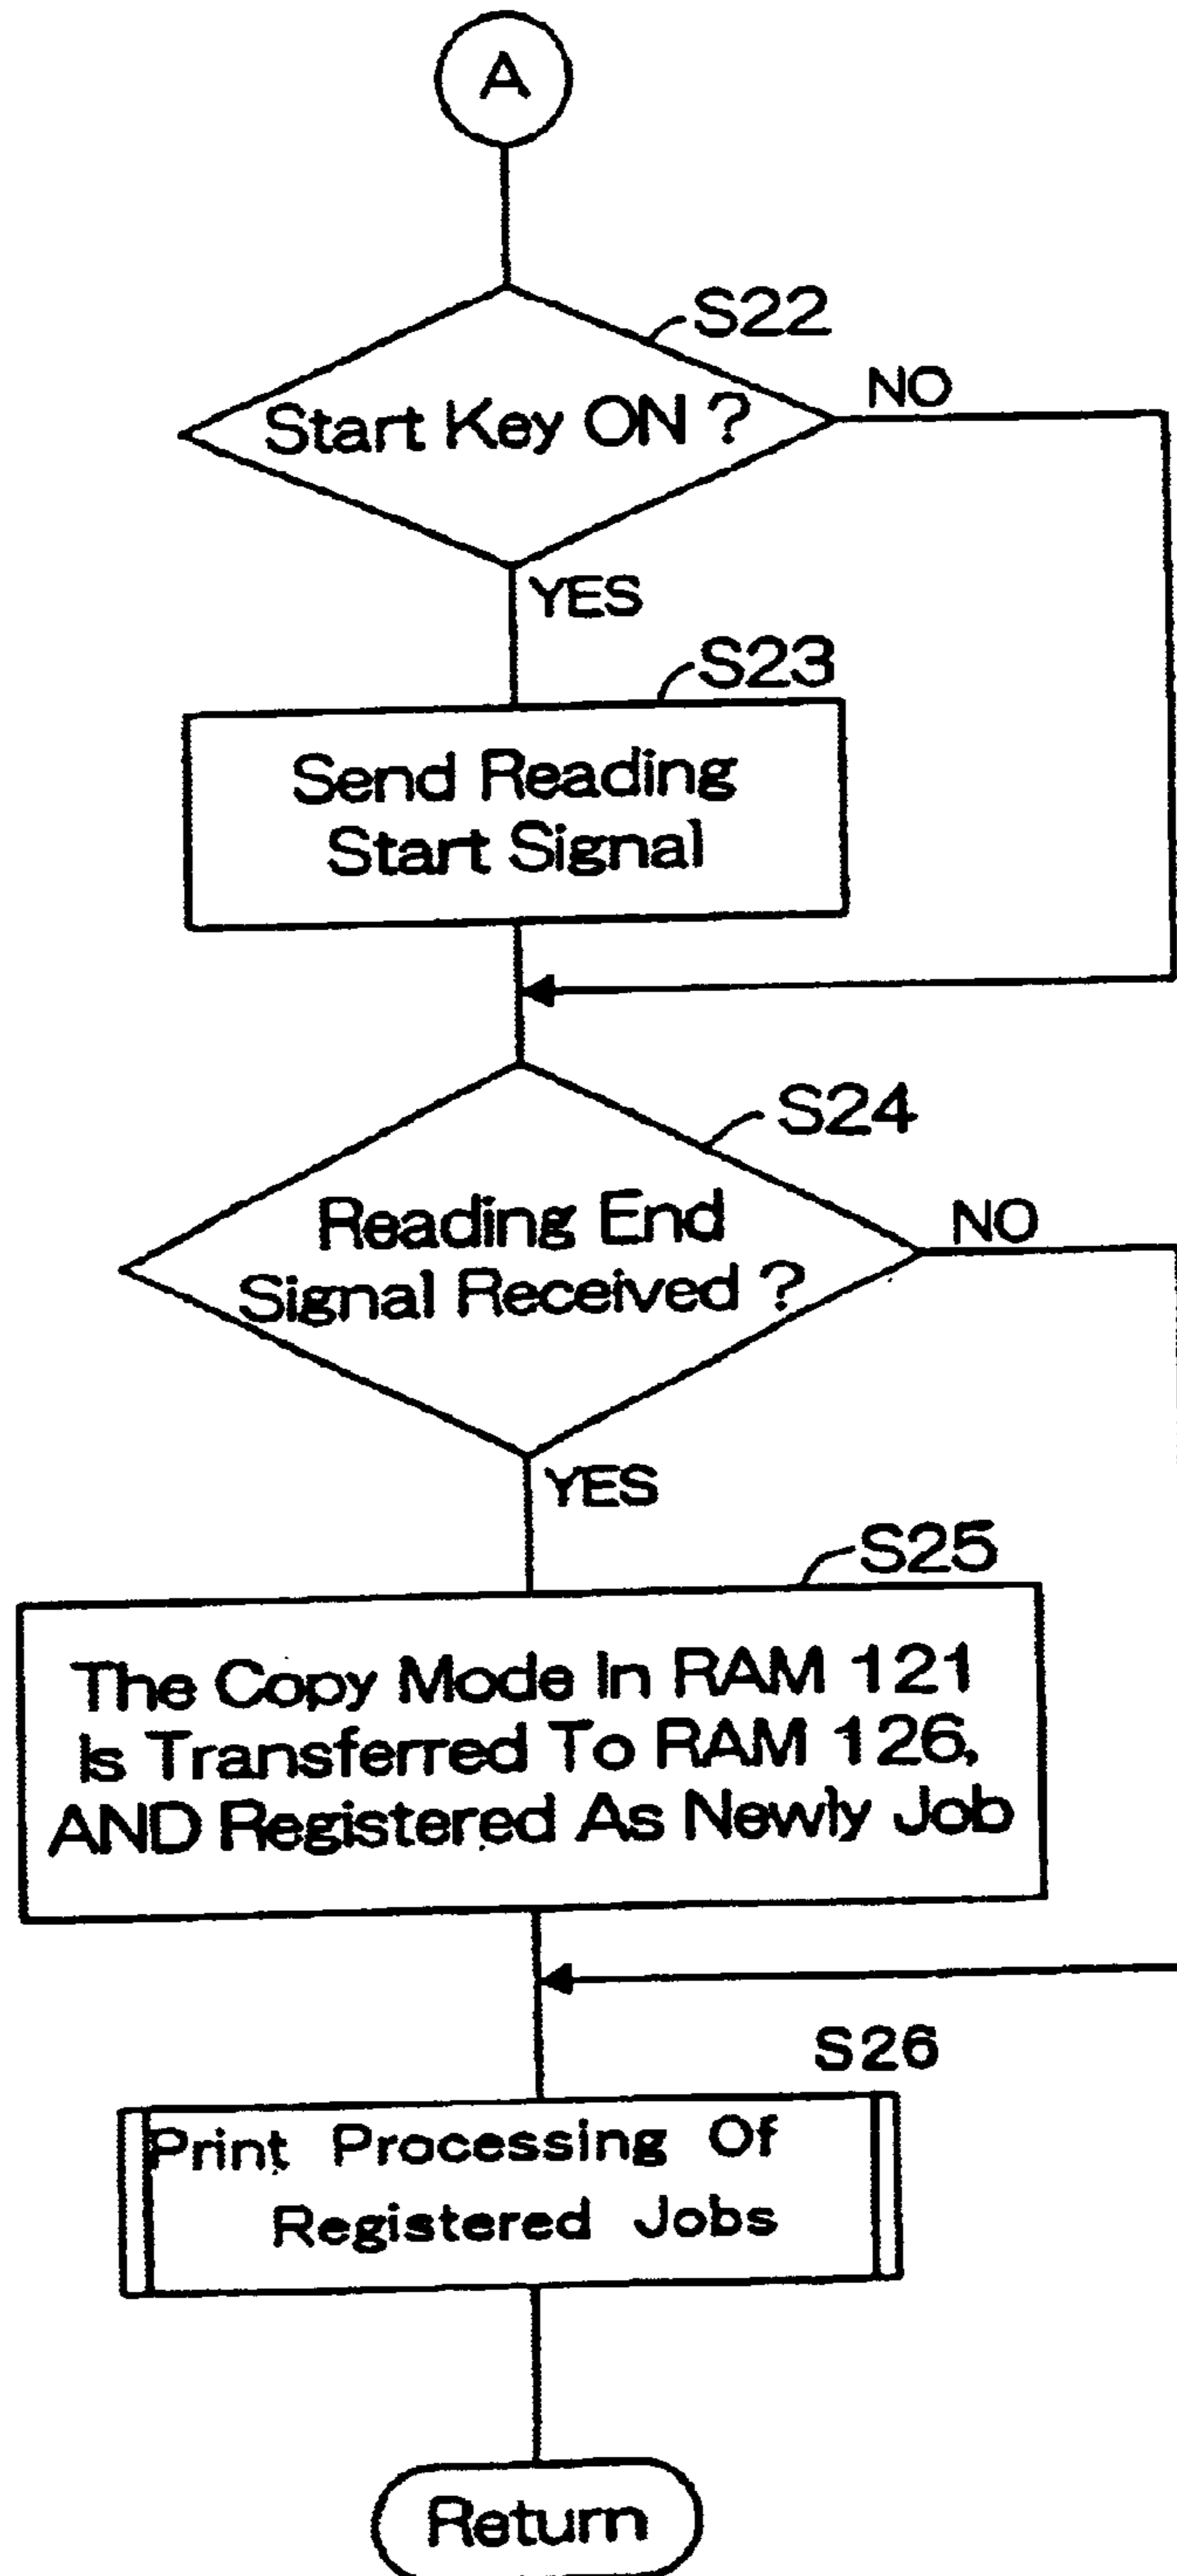 A
S22
Start Key ON ?
NO
YES
S23
Send Reading
Start Signal
S24
Reading End
Signal Received ?
NO
YES
S25
The Copy Mode In RAM 121
Is Transferred To RAM 126,
AND Registered As Newly Job
S26
Print Processing Of
Registered Jobs
Return